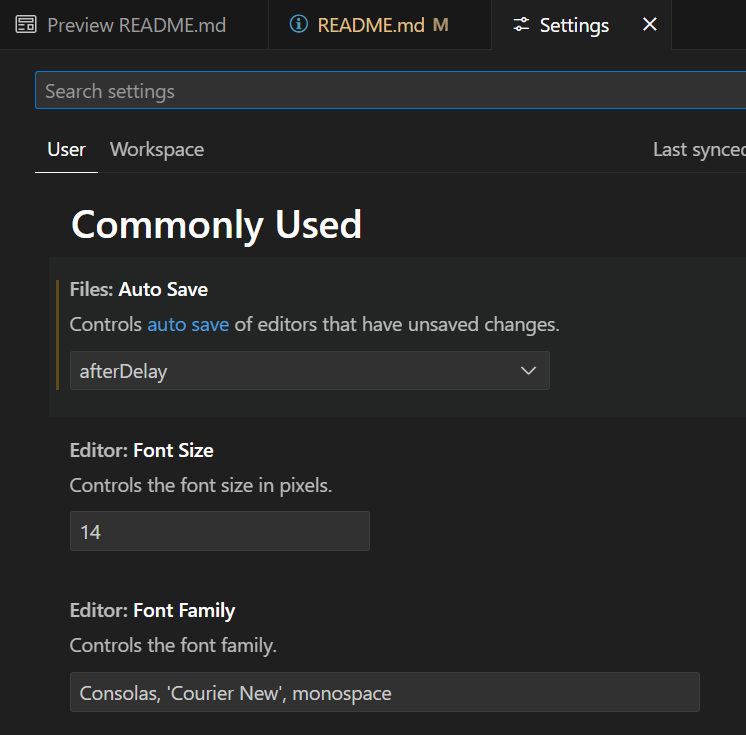 Preview README.md README.md M Settings
Search settings
User Workspace Last synced
Commonly Used
Files: Auto Save
Controls auto save of editors that have unsaved changes.
afterDelay
Editor: Font Size
Controls the font size in pixels.
14
Editor: Font Family
Controls the font family.
Consolas, 'Courier New', monospace